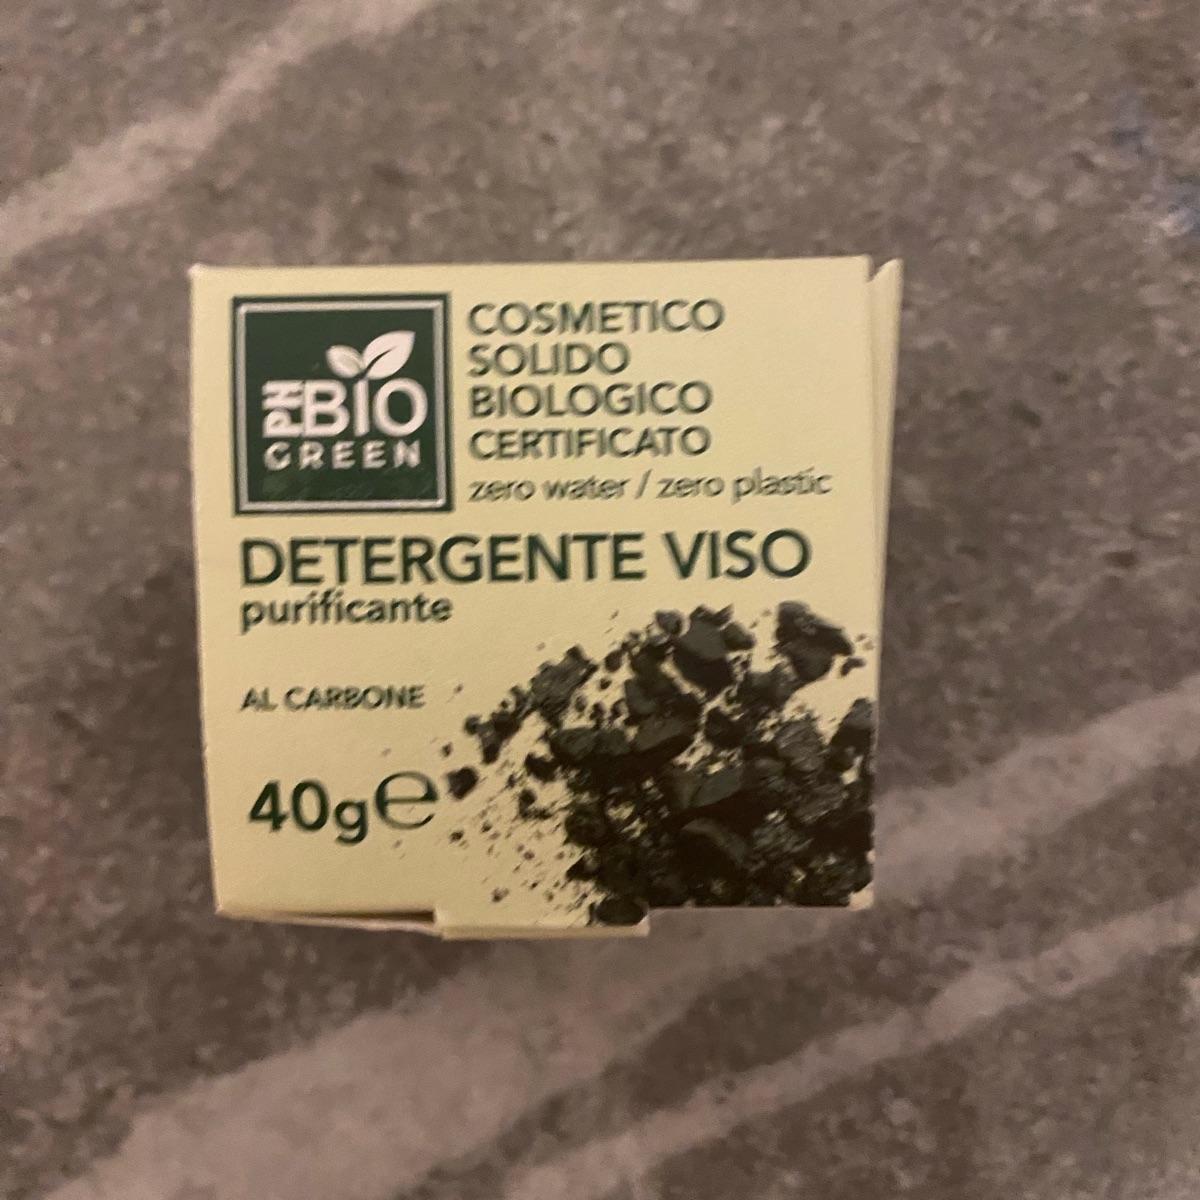 PH BIO
GREEN
COSMETICO
SOLIDO
BIOLOGICO
CERTIFICATO
zero water / zero plastic
DETERGENTE VISO
purificante
AL CARBONE
40g ℮